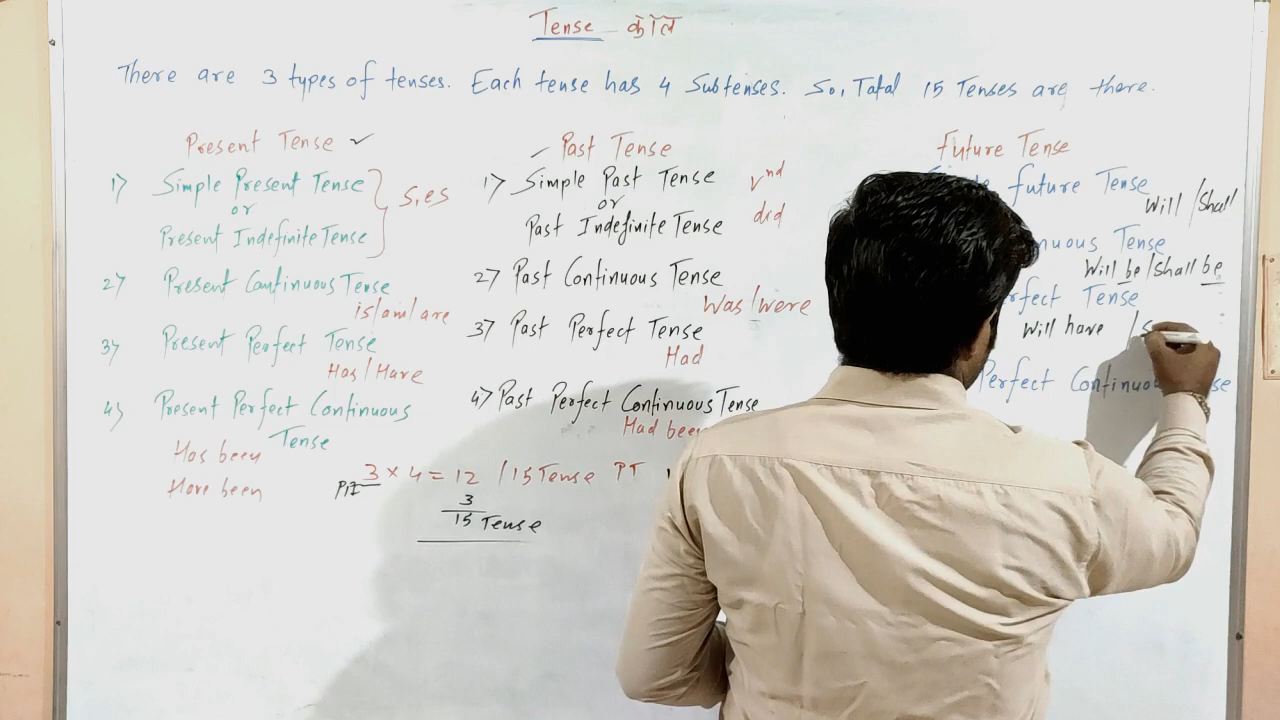 Tense काल
There are 3 types of tenses. Each tense has 4 Subtenses. So, Total 15 Tenses are there.
Present Tense ✓
1) Simple Present Tense
or
Present Indefinite Tense
S, es
2) Present Continuous Tense
is/am/are
3) Present Perfect Tense
Has/Have
4) Present Perfect Continuous
Tense
Has been
Have been
Past Tense
1) Simple Past Tense
or
Past Indefinite Tense
did
2) Past Continuous Tense
Was/were
3) Past Perfect Tense
Had
4) Past Perfect Continuous Tense
Had been
3 × 4 = 12 / 15 Tense PT
3
15 Tense
Future Tense
future Tense
Will / Shall
Tense
Will be / Shall be
Tense
Will have /
Perfect